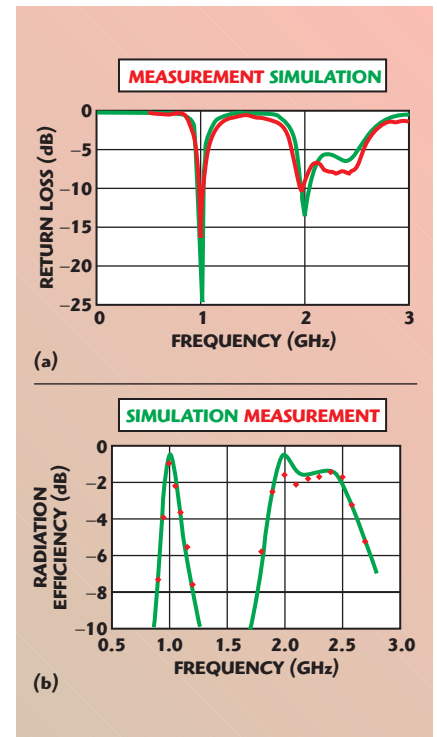 MEASUREMENT SIMULATION
0
−5
−10
−15
−20
−25
RETURN LOSS (dB)
0 1 2 3
FREQUENCY (GHz)
(a)
SIMULATION MEASUREMENT
0
−2
−4
−6
−8
−10
RADIATION
EFFICIENCY (dB)
0.5 1.0 1.5 2.0 2.5 3.0
FREQUENCY (GHz)
(b)